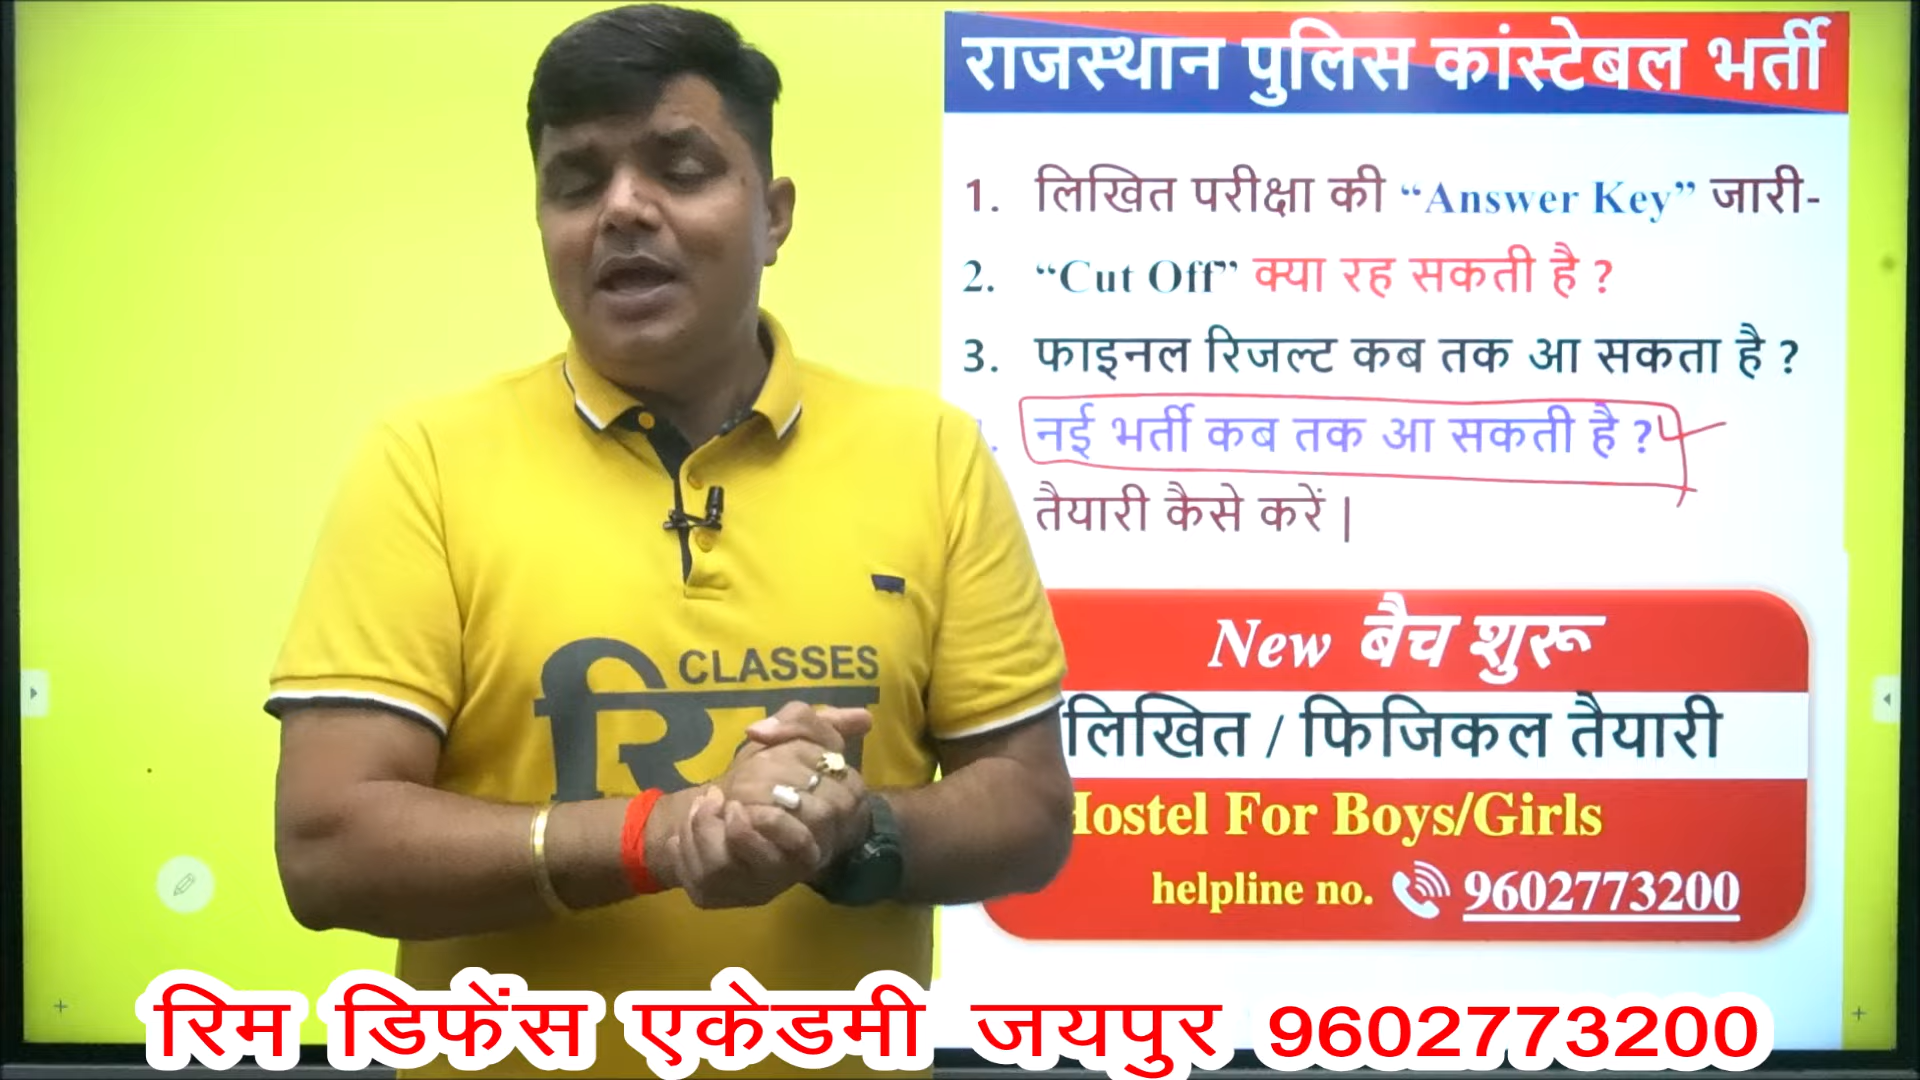 राजस्थान पुलिस कांस्टेबल भर्ती
1. लिखित परीक्षा की “Answer Key” जारी-
2. “Cut Off” क्या रह सकती है ?
3. फाइनल रिजल्ट कब तक आ सकता है ?
नई भर्ती कब तक आ सकती है ?
तैयारी कैसे करें |
CLASSES
New बैच शुरू
लिखित / फिजिकल तैयारी
For Boys/Girls
helpline no. 9602773200
रिम डिफेंस एकेडमी जयपुर 9602773200